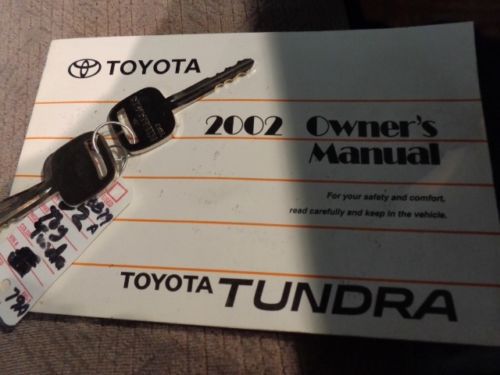 TOYOTA
2002 Owner's
Manual
For your safety and comfort,
read carefully and keep in the vehicle.
TOYOTA TUNDRA